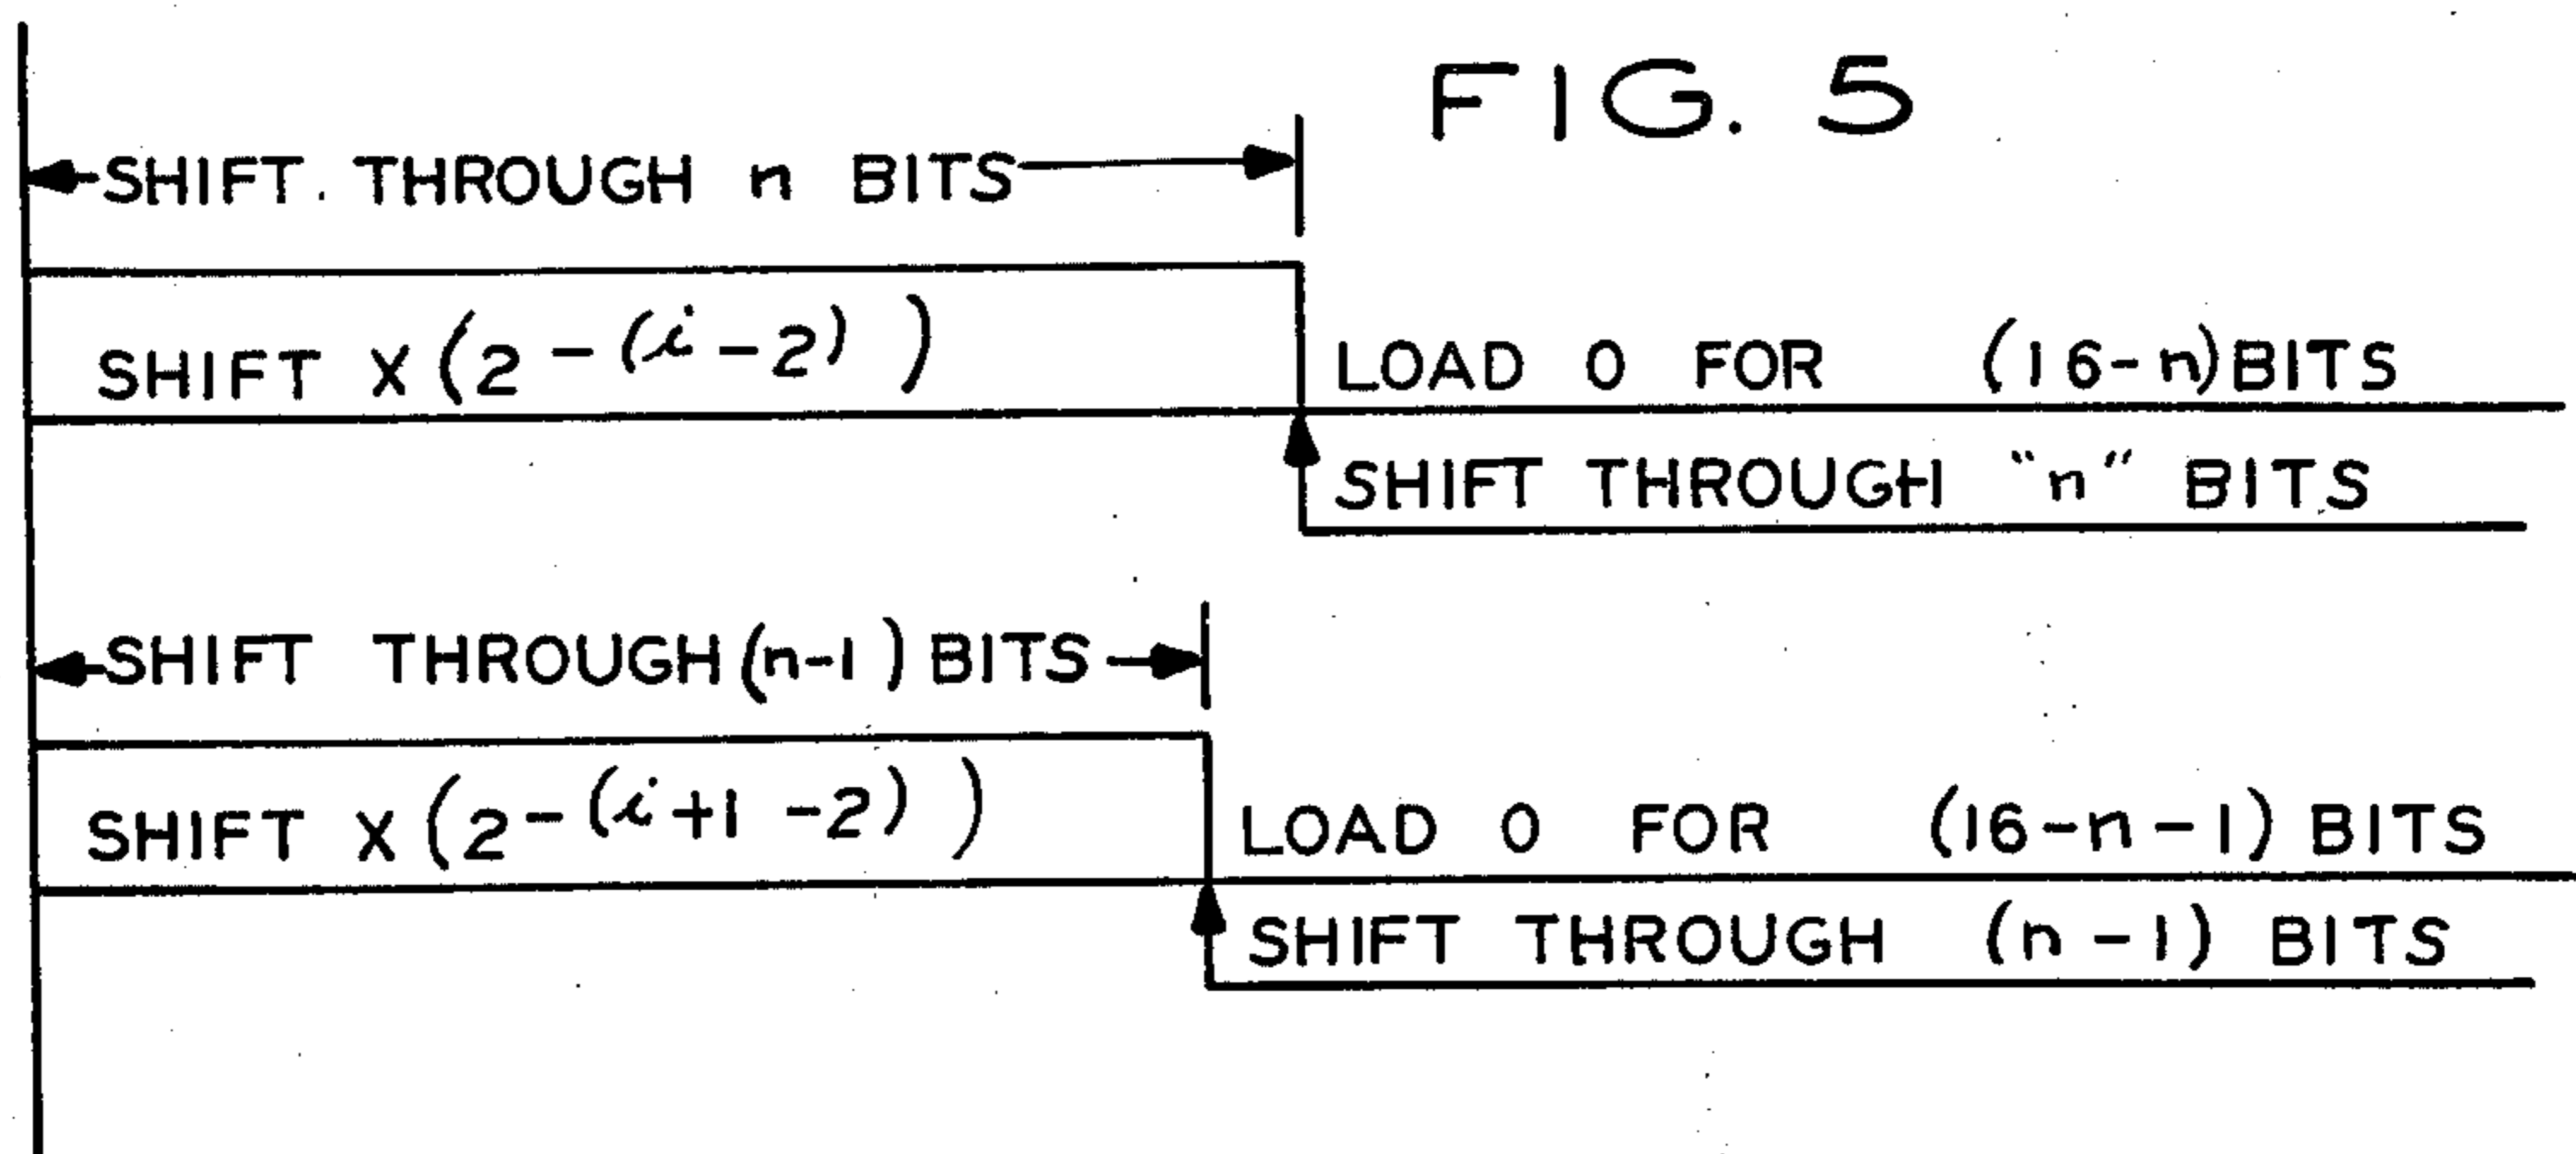 FIG. 5
SHIFT. THROUGH n BITS
SHIFT X(2-(i-2))
LOAD 0 FOR (16-n)BITS
SHIFT THROUGH "n" BITS
SHIFT THROUGH (n-1) BITS
SHIFT X(2-(i+1-2))
LOAD 0 FOR (16-n-1) BITS
SHIFT THROUGH (n-1) BITS